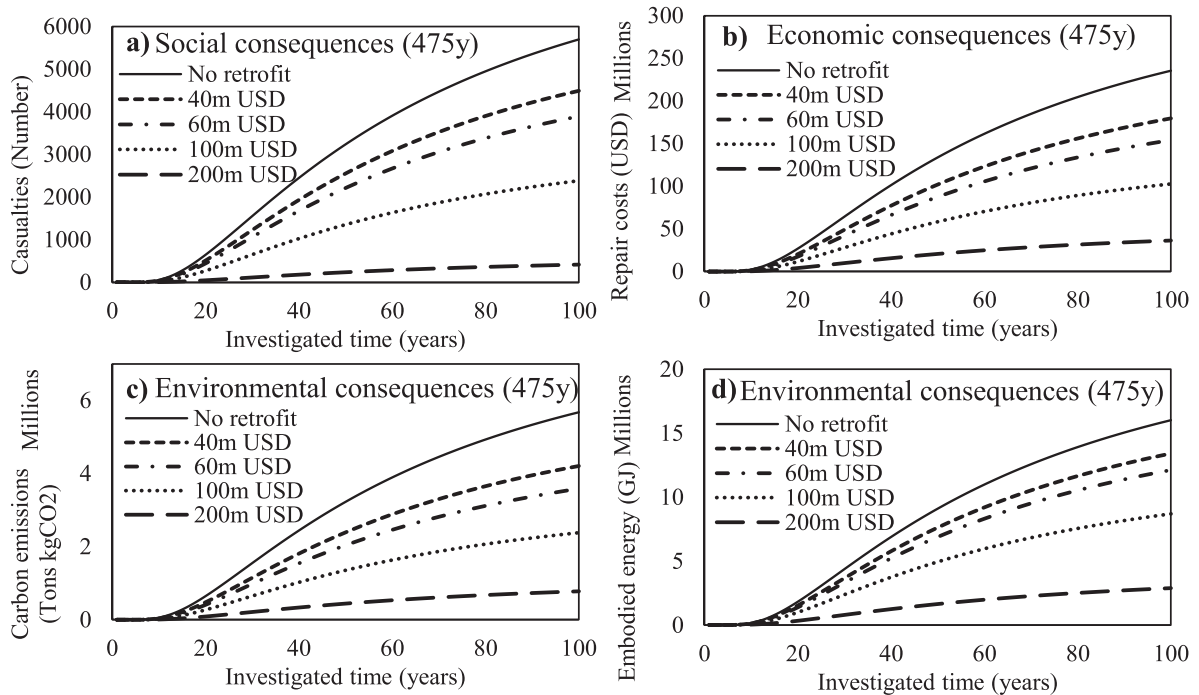 a) Social consequences (475y)
Casualties (Number)
6000
5000
4000
3000
2000
1000
0
No retrofit
40m USD
60m USD
100m USD
200m USD
0 20 40 60 80 100
Investigated time (years)
b) Economic consequences (475y)
Repair costs (USD) Millions
300
250
200
150
100
50
0
No retrofit
40m USD
60m USD
100m USD
200m USD
0 20 40 60 80 100
Investigated time (years)
c) Environmental consequences (475y)
Millions
Carbon emissions
(Tons kgCO2)
6
4
2
0
No retrofit
40m USD
60m USD
100m USD
200m USD
0 20 40 60 80 100
Investigated time (years)
d) Environmental consequences (475y)
Embodied energy (GJ) Millions
20
15
10
5
0
No retrofit
40m USD
60m USD
100m USD
200m USD
0 20 40 60 80 100
Investigated time (years)